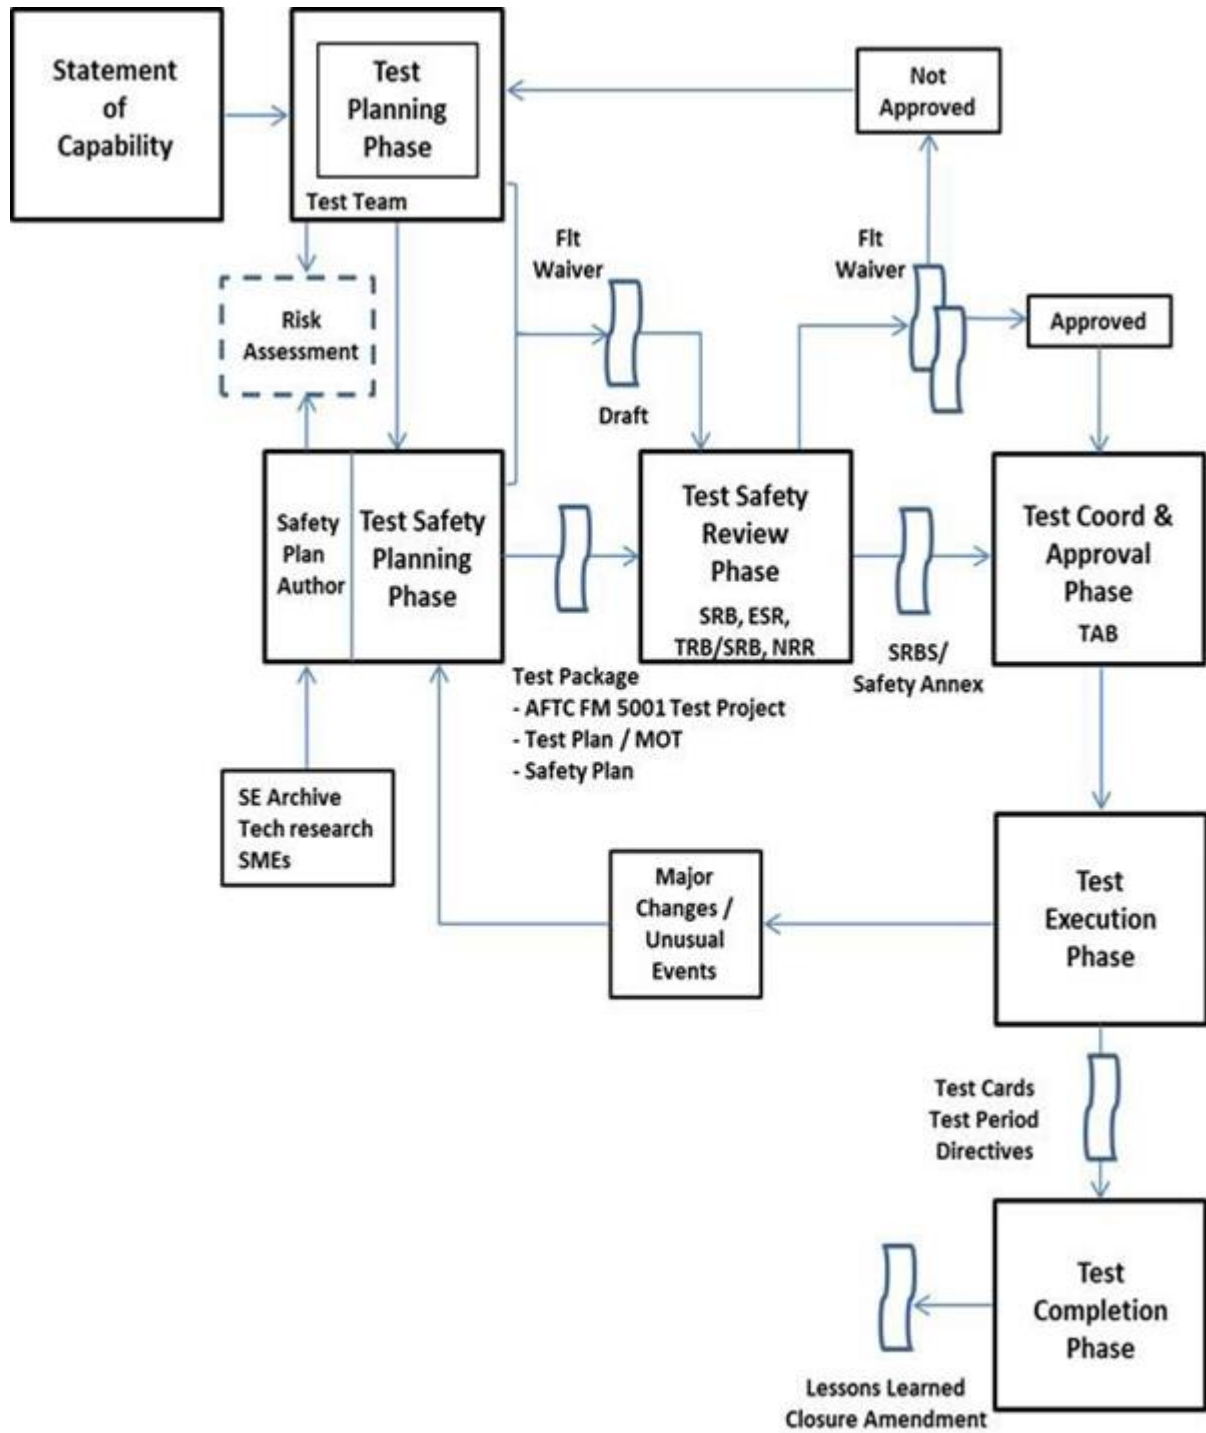 Statement
of
Capability
Test
Planning
Phase
Test Team
Not
Approved
Flt
Waiver
Flt
Waiver
Approved
Risk
Assessment
Draft
Safety
Plan
Author
Test Safety
Planning
Phase
Test Safety
Review
Phase
SRB, ESR,
TRB/SRB, NRR
Test Coord &
Approval
Phase
TAB
SRBS/
Safety Annex
Test Package
- AFTC FM 5001 Test Project
- Test Plan / MOT
- Safety Plan
SE Archive
Tech research
SMEs
Major
Changes /
Unusual
Events
Test
Execution
Phase
Test Cards
Test Period
Directives
Test
Completion
Phase
Lessons Learned
Closure Amendment